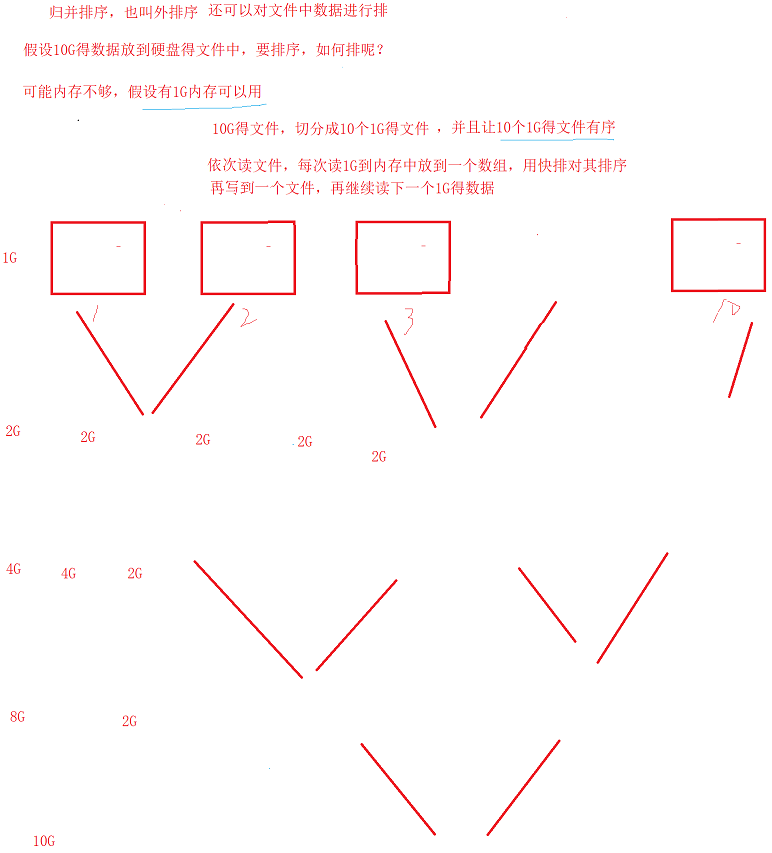 归并排序，也叫外排序 还可以对文件中数据进行排
假设10G得数据放到硬盘得文件中，要排序，如何排呢？
可能内存不够，假设有1G内存可以用
10G得文件，切分成10个1G得文件 ，并且让10个1G得文件有序
依次读文件，每次读1G到内存中放到一个数组，用快排对其排序
再写到一个文件，再继续读下一个1G得数据
1G
1 2 3 10
2G 2G 2G 2G 2G
4G 4G 2G
8G 2G
10G